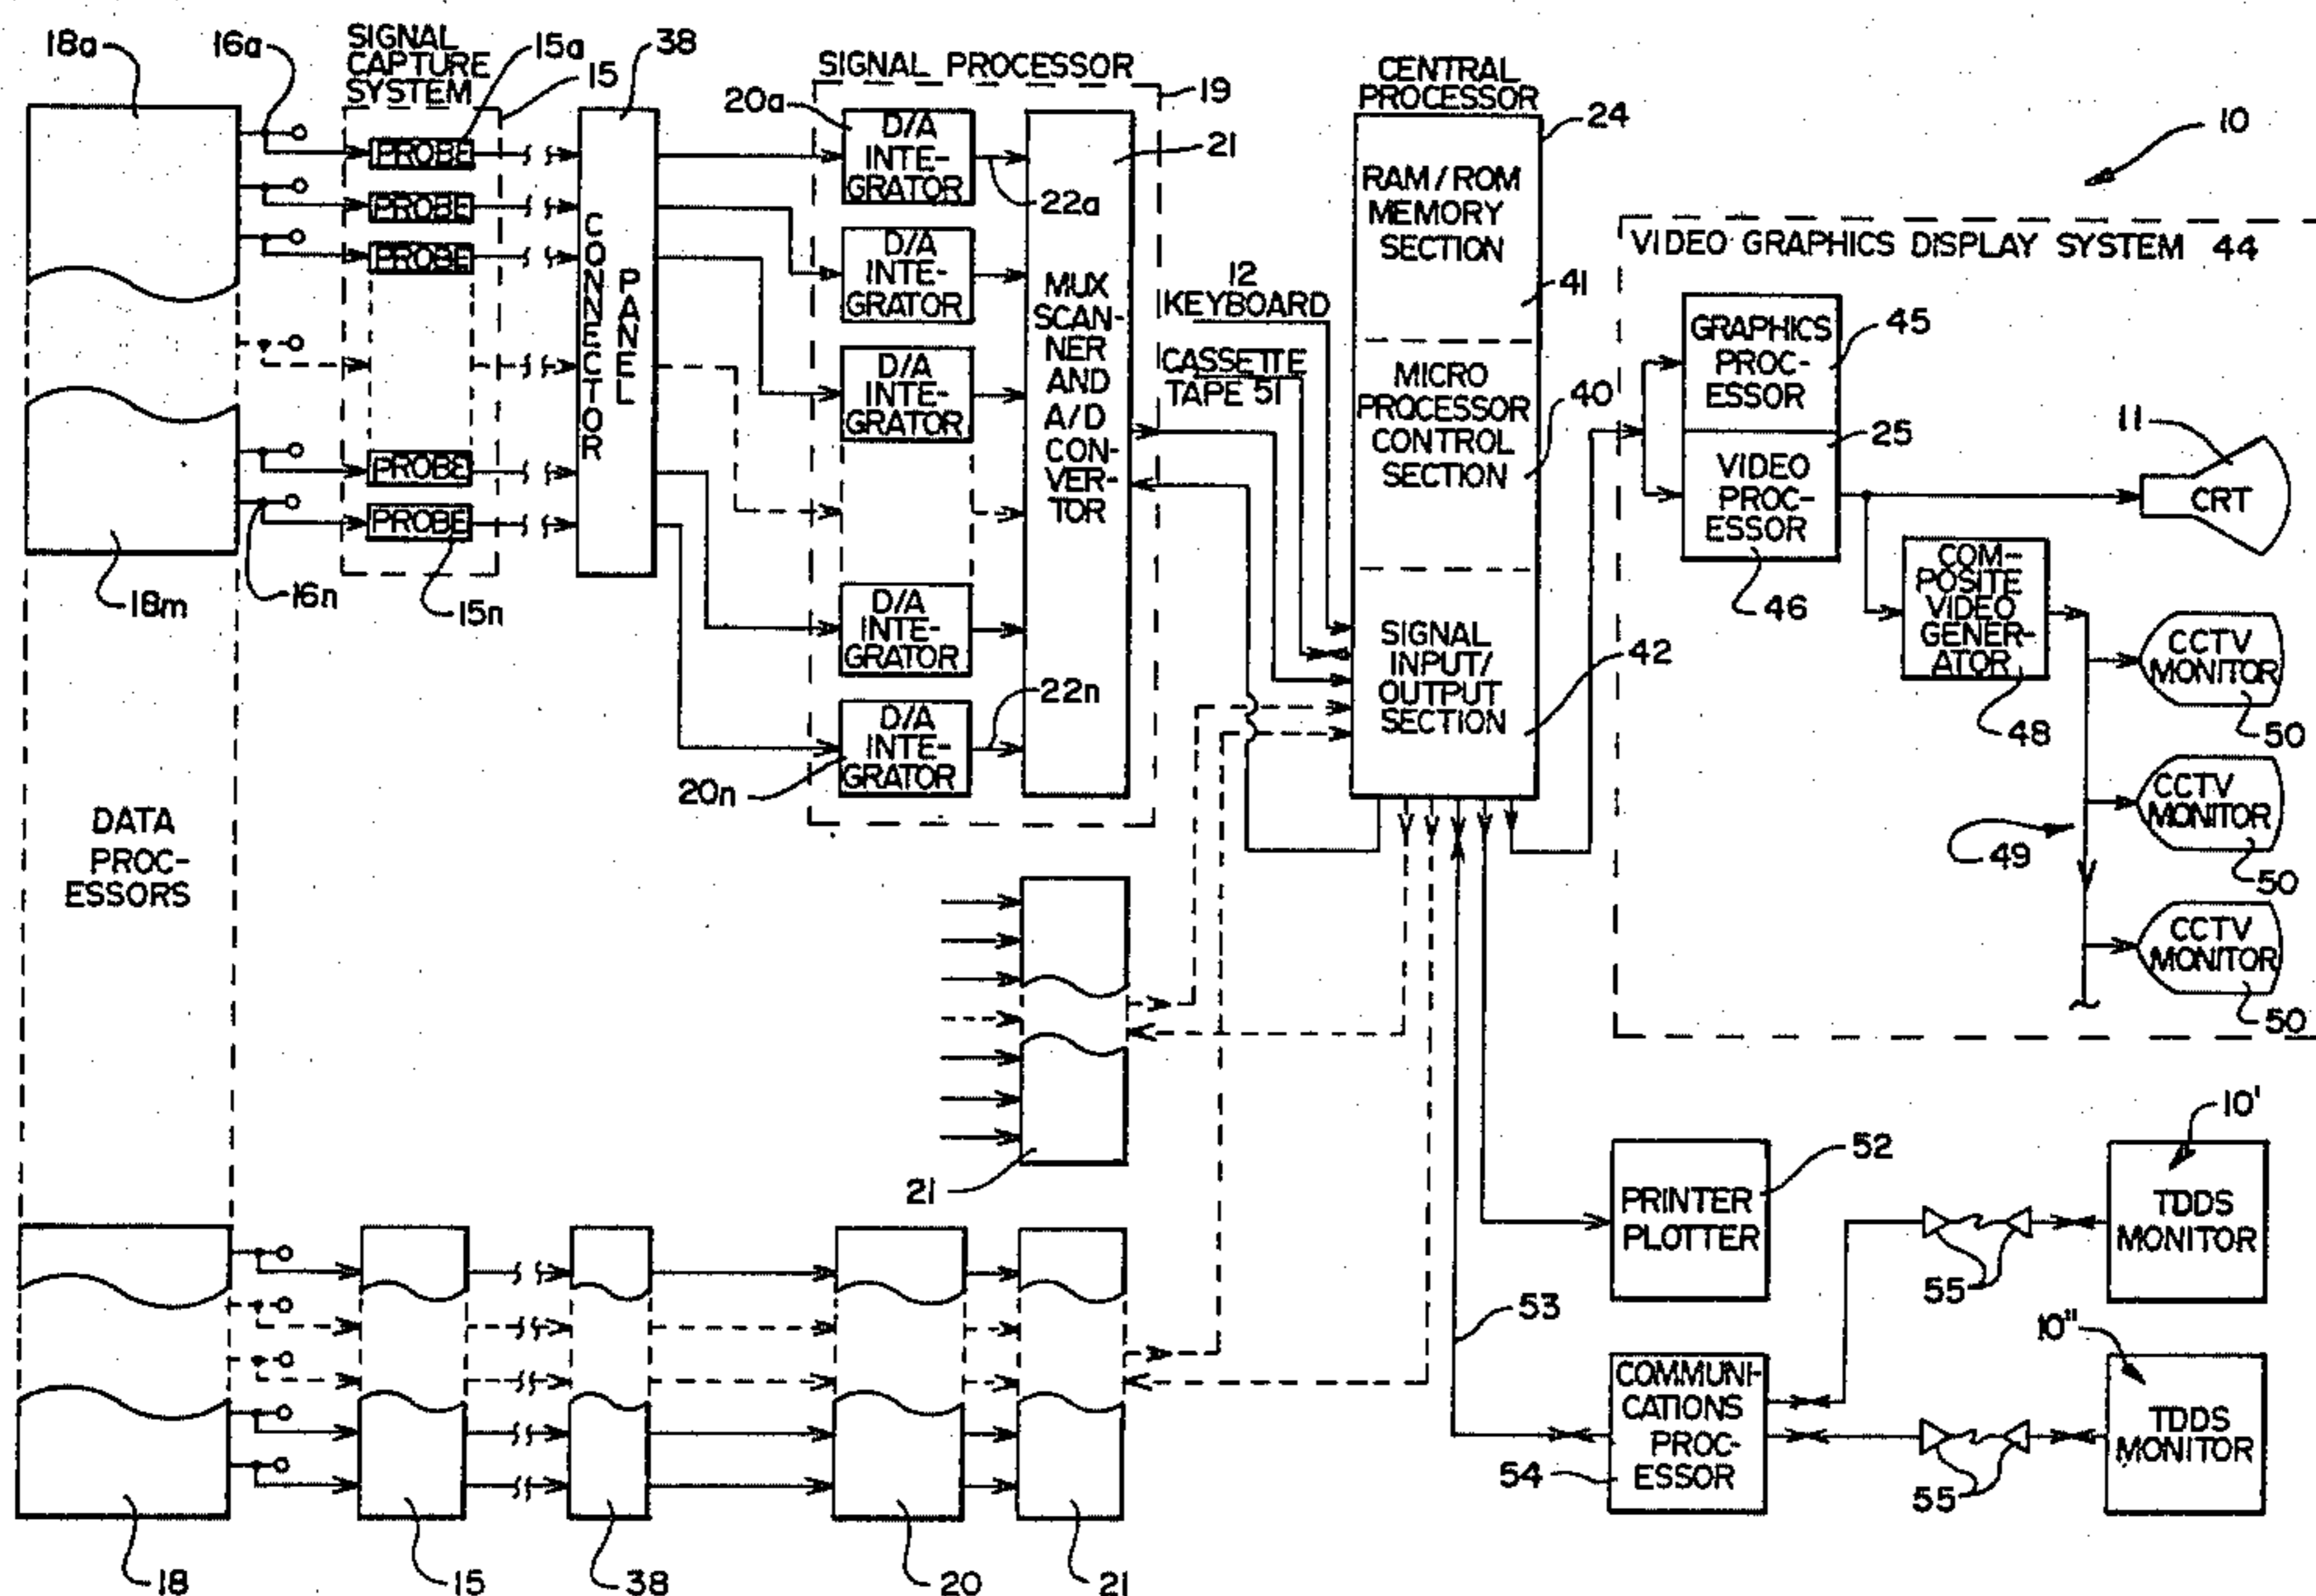 18a
16a
SIGNAL
CAPTURE
SYSTEM
15a
15
38
SIGNAL PROCESSOR
19
20a
CENTRAL
PROCESSOR
24
10
PROBE
PROBE
PROBE
PROBE
PROBE
CONNECTOR
PANEL
D/A
INTE-
GRATOR
D/A
INTE-
GRATOR
D/A
INTE-
GRATOR
D/A
INTE-
GRATOR
D/A
INTE-
GRATOR
22a
22n
20n
21
MUX
SCAN-
NER
AND
A/D
CON-
VER-
TOR
18m
16n
15n
12
KEYBOARD
CASSETTE
TAPE 51
RAM/ROM
MEMORY
SECTION
41
MICRO
PROCESSOR
CONTROL
SECTION
40
SIGNAL
INPUT/
OUTPUT
SECTION
42
VIDEO GRAPHICS DISPLAY SYSTEM 44
GRAPHICS
PROC-
ESSOR
45
25
VIDEO
PROC-
ESSOR
46
11
CRT
COM-
POSITE
VIDEO
GENER-
ATOR
48
CCTV
MONITOR
50
CCTV
MONITOR
50
49
CCTV
MONITOR
50
DATA
PROC-
ESSORS
21
PRINTER
PLOTTER
52
10'
TDDS
MONITOR
55
53
COMMUNI-
CATIONS
PROC-
ESSOR
54
10"
TDDS
MONITOR
55
18
15
38
20
21